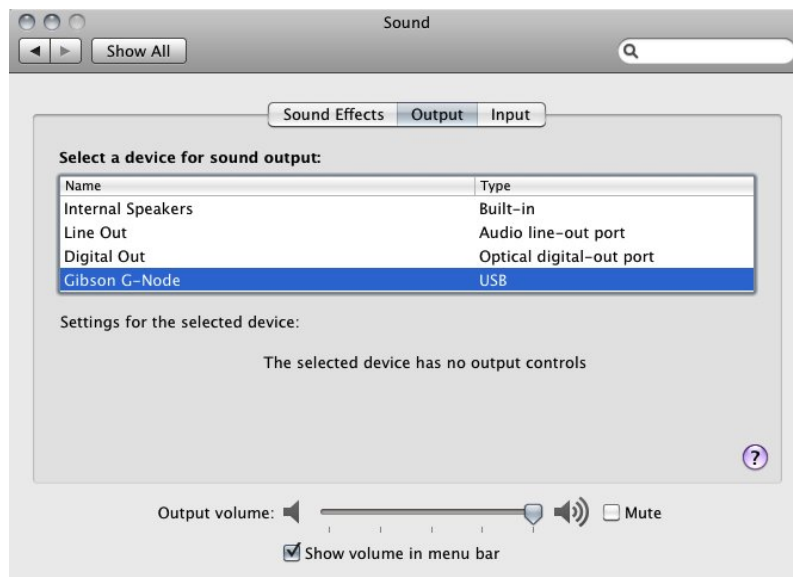 Sound
Show All
Sound Effects Output Input
Select a device for sound output:
Name Type
Internal Speakers Built-in
Line Out Audio line-out port
Digital Out Optical digital-out port
Gibson G-Node USB
Settings for the selected device:
The selected device has no output controls
?
Output volume: Mute
Show volume in menu bar